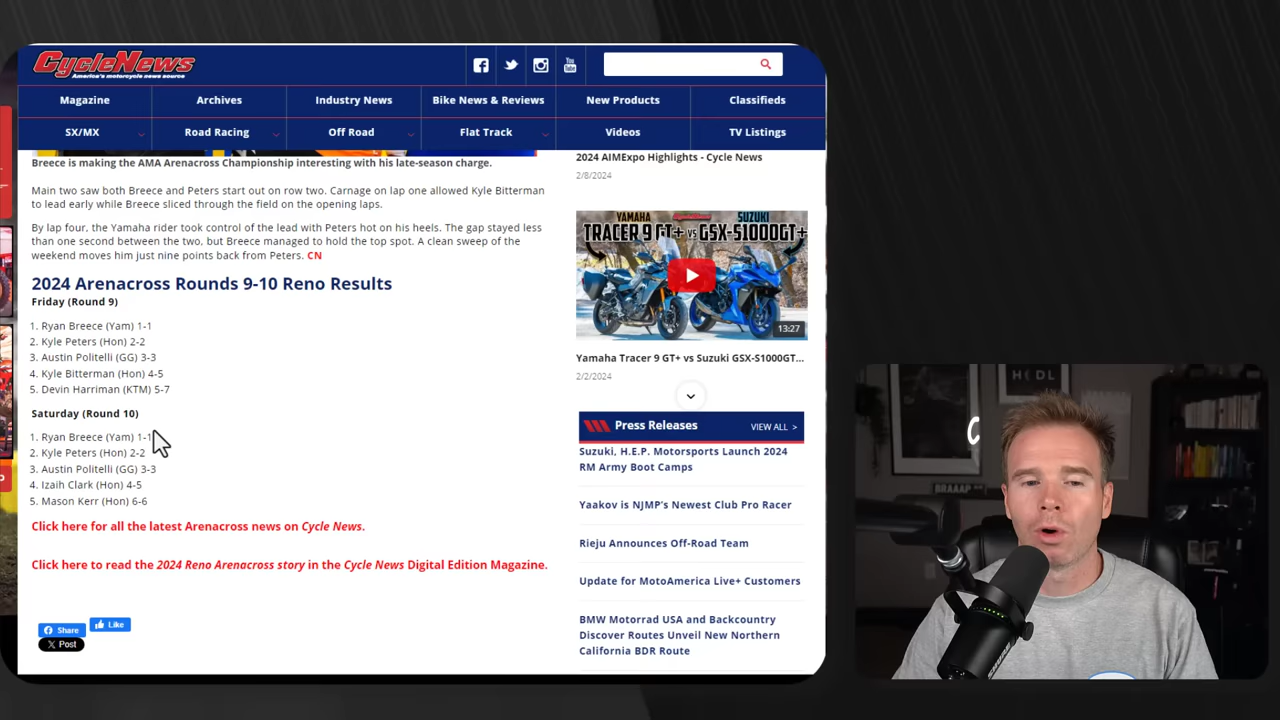 CycleNews
America's motorcycle news source
You Tube
Magazine
Archives
Industry News
Bike News & Reviews
New Products
Classifieds
SX/MX
Road Racing
Off Road
Flat Track
Videos
TV Listings
Breece is making the AMA Arenacross Championship interesting with his late-season charge.
Main two saw both Breece and Peters start out on row two. Carnage on lap one allowed Kyle Bitterman
to lead early while Breece sliced through the field on the opening laps.
By lap four, the Yamaha rider took control of the lead with Peters hot on his heels. The gap stayed less
than one second between the two, but Breece managed to hold the top spot. A clean sweep of the
weekend moves him just nine points back from Peters. CN
2024 Arenacross Rounds 9-10 Reno Results
Friday (Round 9)
1. Ryan Breece (Yam) 1-1
2. Kyle Peters (Hon) 2-2
3. Austin Politelli (GG) 3-3
4. Kyle Bitterman (Hon) 4-5
5. Devin Harriman (KTM) 5-7
Saturday (Round 10)
1. Ryan Breece (Yam) 1-1
2. Kyle Peters (Hon) 2-2
3. Austin Politelli (GG) 3-3
4. Izaih Clark (Hon) 4-5
5. Mason Kerr (Hon) 6-6
Click here for all the latest Arenacross news on Cycle News.
Click here to read the 2024 Reno Arenacross story in the Cycle News Digital Edition Magazine.
Share
Like
X Post
2024 AIMExpo Highlights - Cycle News
2/8/2024
YAMAHA
CycleNews
SUZUKI
TRACER 9 GT+ vs GSX-S1000GT+
13:27
Yamaha Tracer 9 GT+ vs Suzuki GSX-S1000GT...
2/2/2024
Press Releases
VIEW ALL >
Suzuki, H.E.P. Motorsports Launch 2024
RM Army Boot Camps
Yaakov is NJMP's Newest Club Pro Racer
Rieju Announces Off-Road Team
Update for MotoAmerica Live+ Customers
BMW Motorrad USA and Backcountry
Discover Routes Unveil New Northern
California BDR Route
HODL
BRAAAP